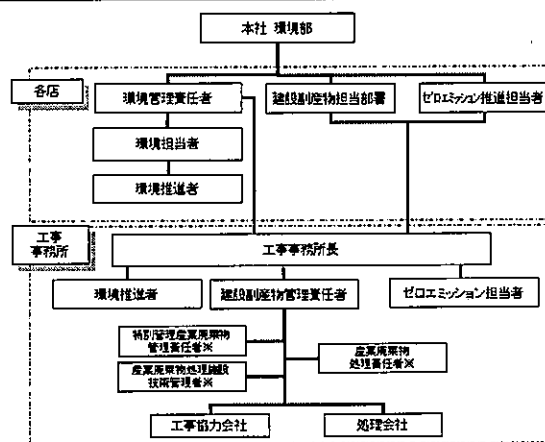 本社 環境部
各店
環境管理責任者
建設副産物担当部署
ゼロエミッション推進担当者
環境担当者
環境推進者
工事
事務所
工事事務所長
環境推進者
建設副産物管理責任者
ゼロエミッション担当者
特別管理産業廃棄物
管理責任者※
産業廃棄物
処理責任者※
産業廃棄物処理施設
技術管理者※
工事協力会社
処理会社